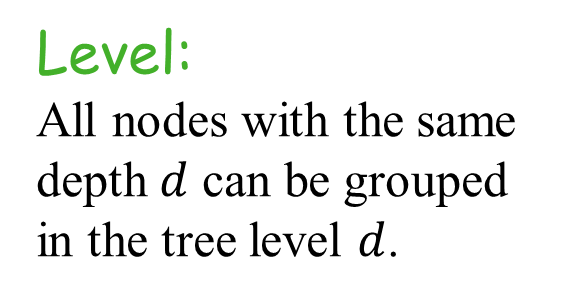 Level:
All nodes with the same
depth d can be grouped
in the tree level d.